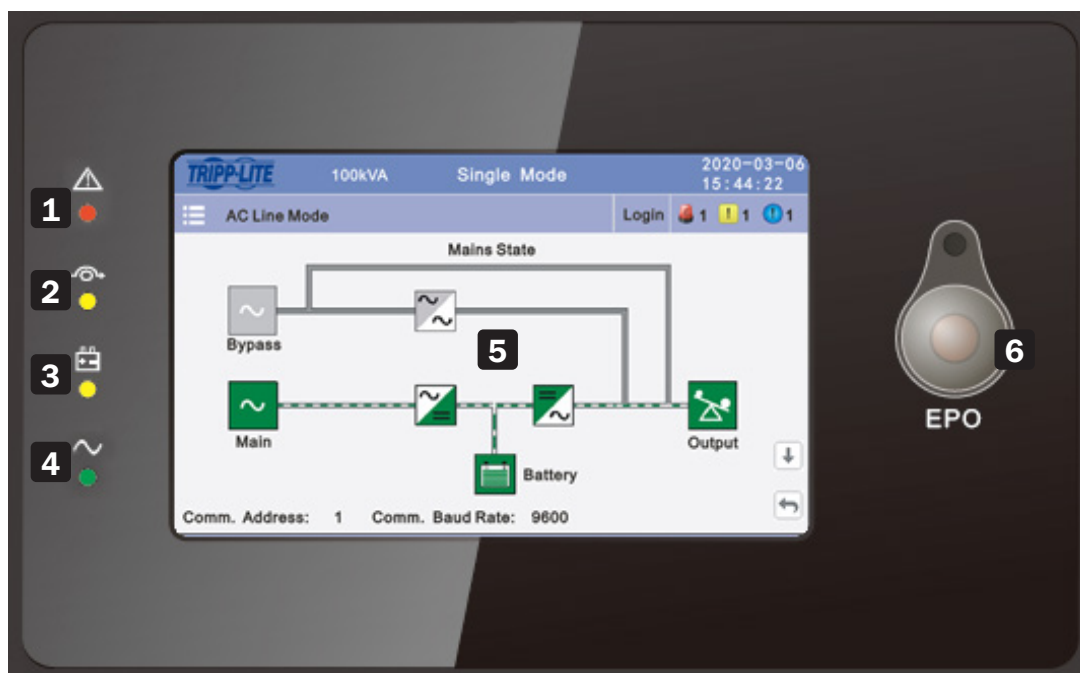 TRIPP-LITE 100kVA Single Mode 2020-03-06
15:44:22
AC Line Mode Login 1 ! 1 ! 1
Mains State
1
2
3
4
5
6
Bypass
Main
Battery
Output
EPO
Comm. Address: 1 Comm. Baud Rate: 9600